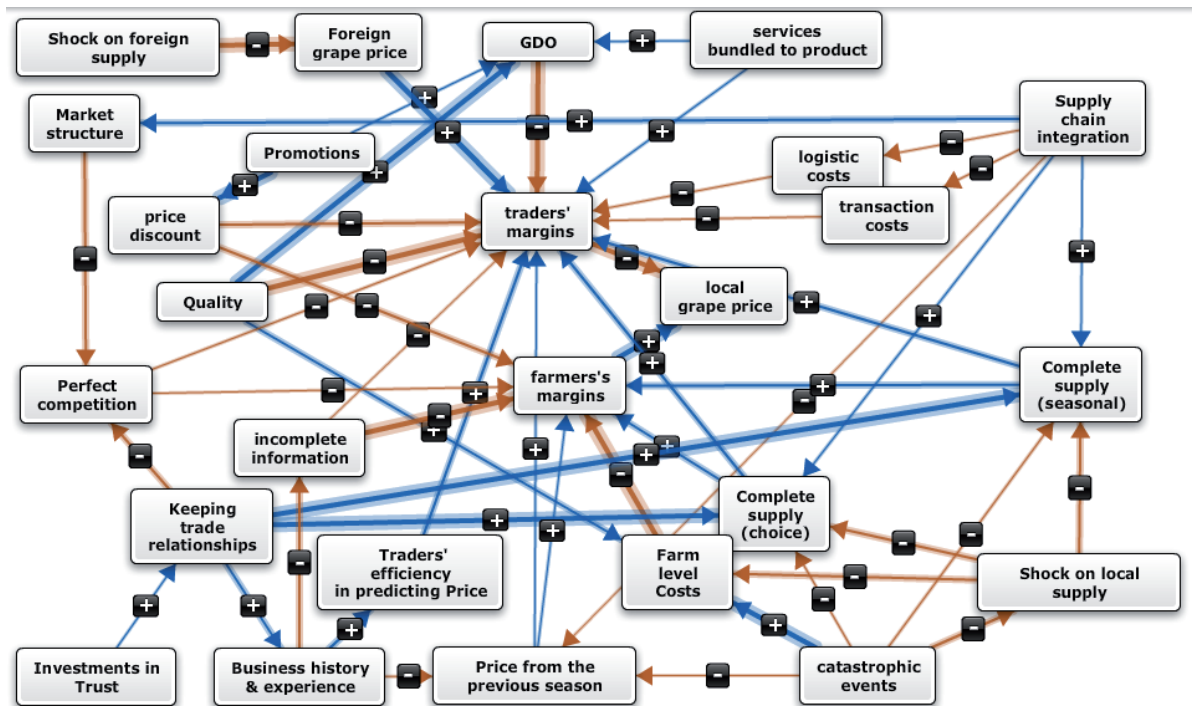 Shock on foreign
supply
Foreign
grape price
GDO
services
bundled to product
Market
structure
Promotions
Supply
chain
integration
logistic
costs
transaction
costs
price
discount
traders'
margins
Quality
local
grape price
Perfect
competition
farmers's
margins
Complete
supply
(seasonal)
incomplete
information
Keeping
trade
relationships
Complete
supply
(choice)
Traders'
efficiency
in predicting Price
Farm
level
Costs
Shock on local
supply
Investments in
Trust
Business history
& experience
Price from the
previous season
catastrophic
events